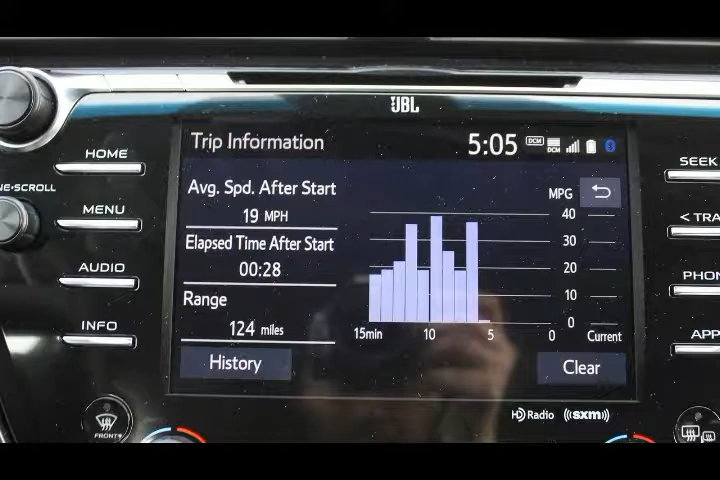 JBL
Trip Information
5:05
DCM
DCM
HOME
SEEK
NE·SCROLL
Avg. Spd. After Start
MPG
19 MPH
40
MENU
< TRA
Elapsed Time After Start
30
00:28
20
AUDIO
PHON
Range
10
124 miles
0
INFO
15min 10 5 0 Current
APP
History
Clear
HD Radio ((sxm))
FRONT